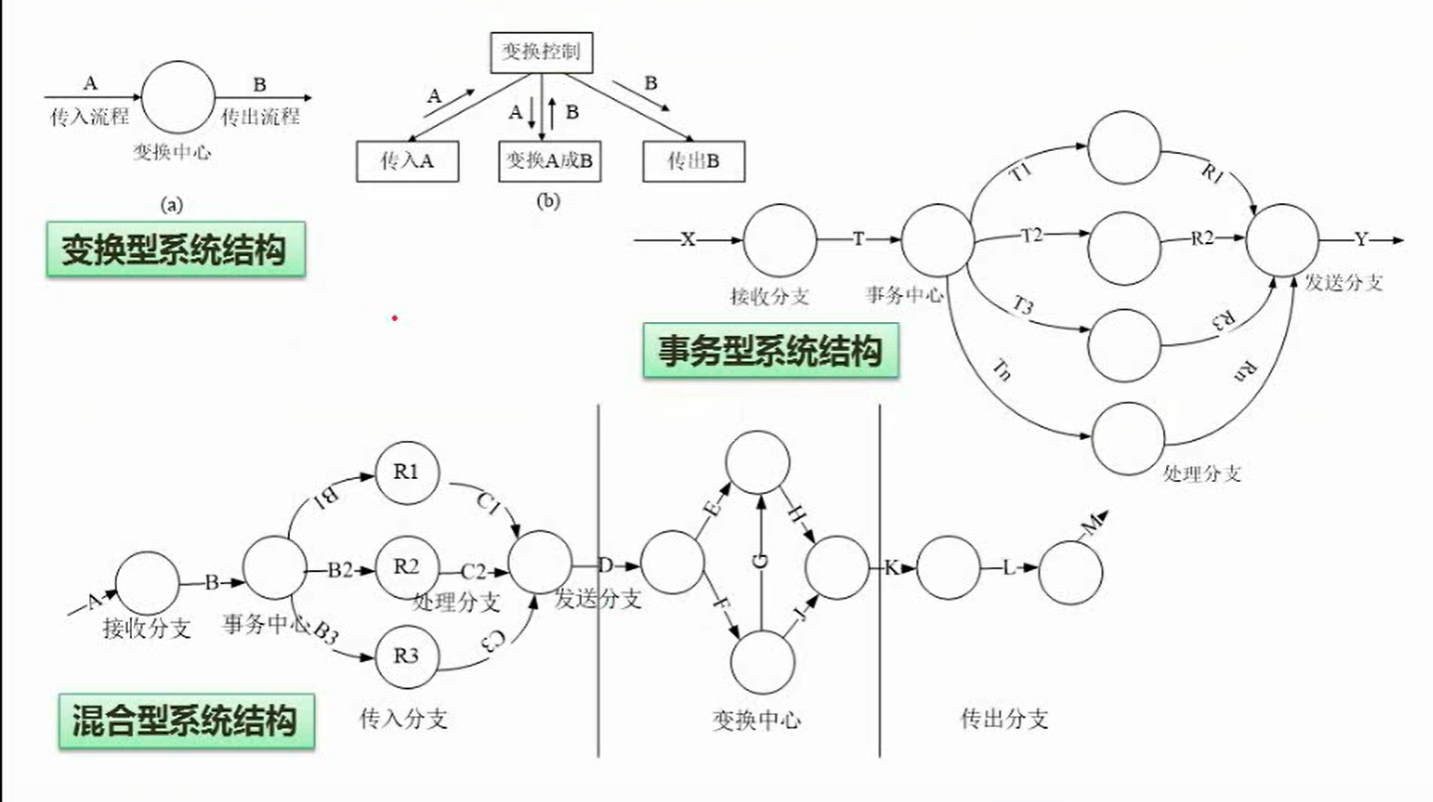 A
传入流程
B
传出流程
变换中心
(a)
变换型系统结构
变换控制
A
A
B
B
传入A
变换A成B
传出B
(b)
X
接收分支
T
事务中心
T1
R1
T2
R2
T3
R3
Tn
Rn
处理分支
发送分支
Y
事务型系统结构
A
接收分支
B
事务中心
B1
R1
C1
B2
R2
C2
处理分支
B3
R3
C3
发送分支
D
传入分支
E
F
G
H
J
变换中心
K
L
M
传出分支
混合型系统结构